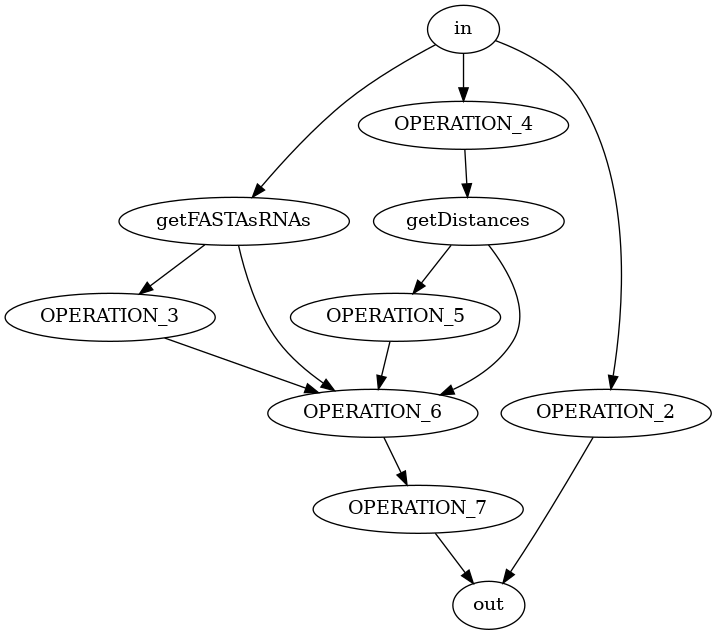 in
OPERATION_4
getFASTAsRNAs
getDistances
OPERATION_3
OPERATION_5
OPERATION_6
OPERATION_2
OPERATION_7
out